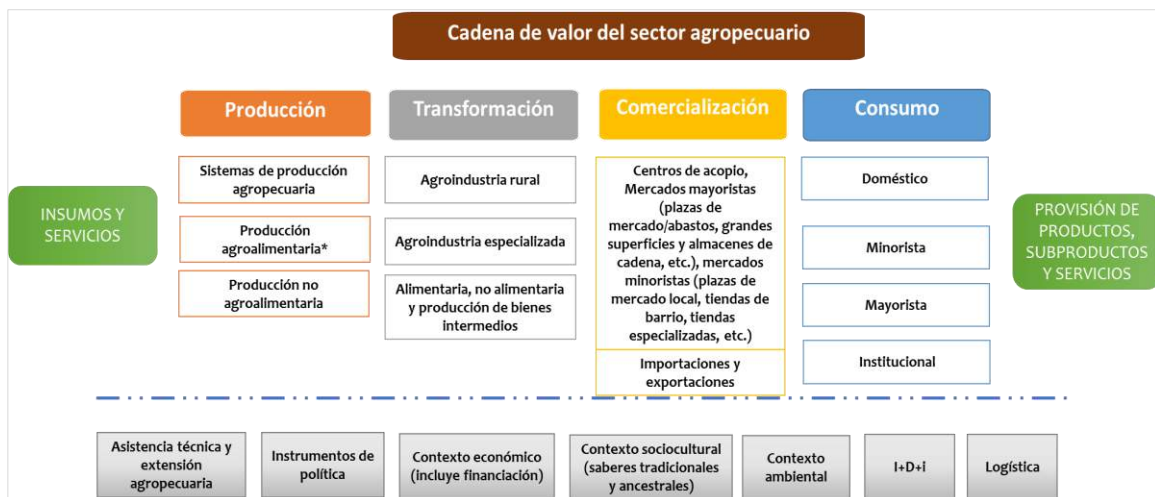 Cadena de valor del sector agropecuario
Producción
Transformación
Comercialización
Consumo
INSUMOS Y
SERVICIOS
Sistemas de producción
agropecuaria
Producción
agroalimentaria*
Producción no
agroalimentaria
Agroindustria rural
Agroindustria especializada
Alimentaria, no alimentaria
y producción de bienes
intermedios
Centros de acopio,
Mercados mayoristas
(plazas de
mercado/abastos, grandes
superficies y almacenes de
cadena, etc.), mercados
minoristas (plazas de
mercado local, tiendas de
barrio, tiendas
especializadas, etc.)
Importaciones y
exportaciones
Doméstico
Minorista
Mayorista
Institucional
PROVISIÓN DE
PRODUCTOS,
SUBPRODUCTOS
Y SERVICIOS
Asistencia técnica y
extensión
agropecuaria
Instrumentos de
política
Contexto económico
(incluye financiación)
Contexto sociocultural
(saberes tradicionales
y ancestrales)
Contexto
ambiental
I+D+i
Logística